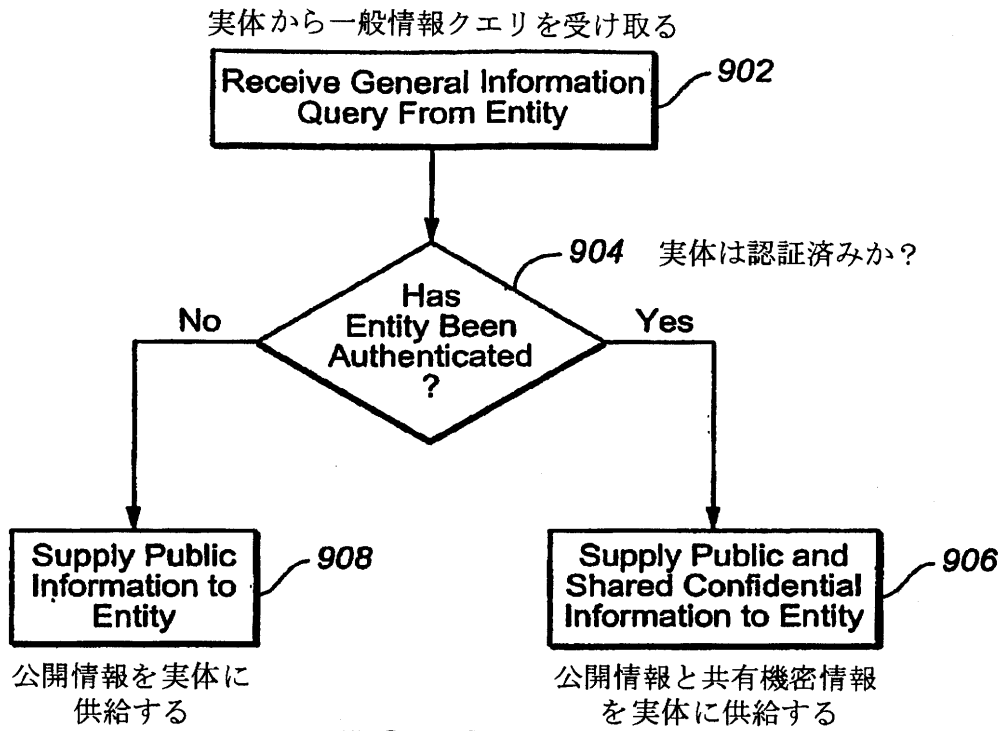 実体から一般情報クエリを受け取る
Receive General Information
Query From Entity
902
904
実体は認証済みか？
Has
Entity Been
Authenticated
?
No
Yes
Supply Public
Information to
Entity
908
Supply Public and
Shared Confidential
Information to Entity
906
公開情報を実体に
供給する
公開情報と共有機密情報
を実体に供給する